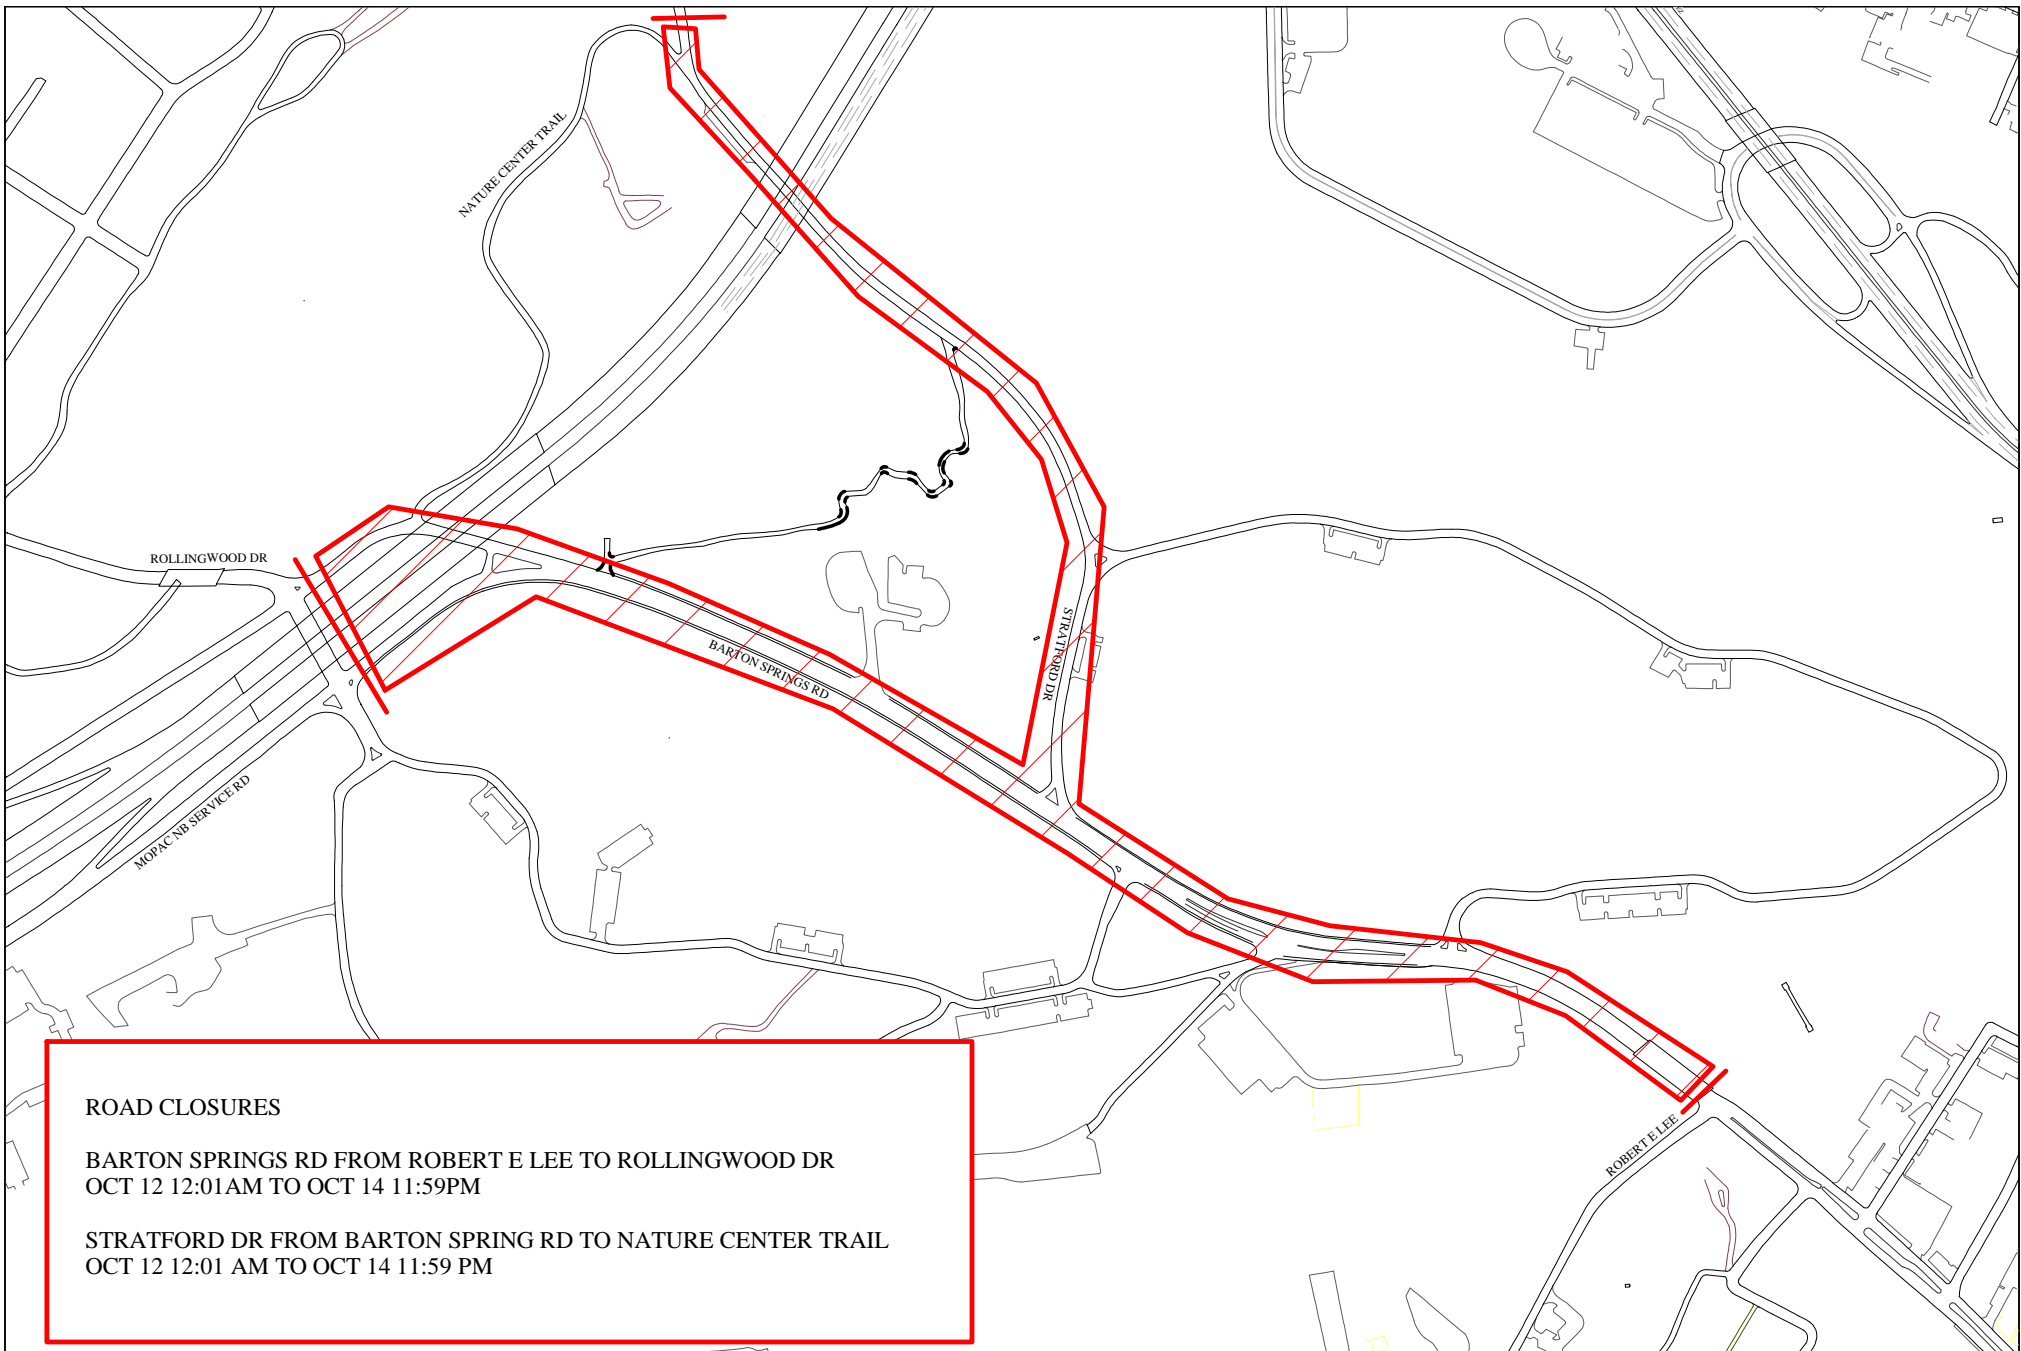 NATURE CENTER TRAIL
ROLLINGWOOD DR
STRATFORD DR
BARTON SPRINGS RD
MOPAC NB SERVICE RD
ROBERT E LEE
ROAD CLOSURES
BARTON SPRINGS RD FROM ROBERT E LEE TO ROLLINGWOOD DR
OCT 12 12:01AM TO OCT 14 11:59PM
STRATFORD DR FROM BARTON SPRING RD TO NATURE CENTER TRAIL
OCT 12 12:01 AM TO OCT 14 11:59 PM